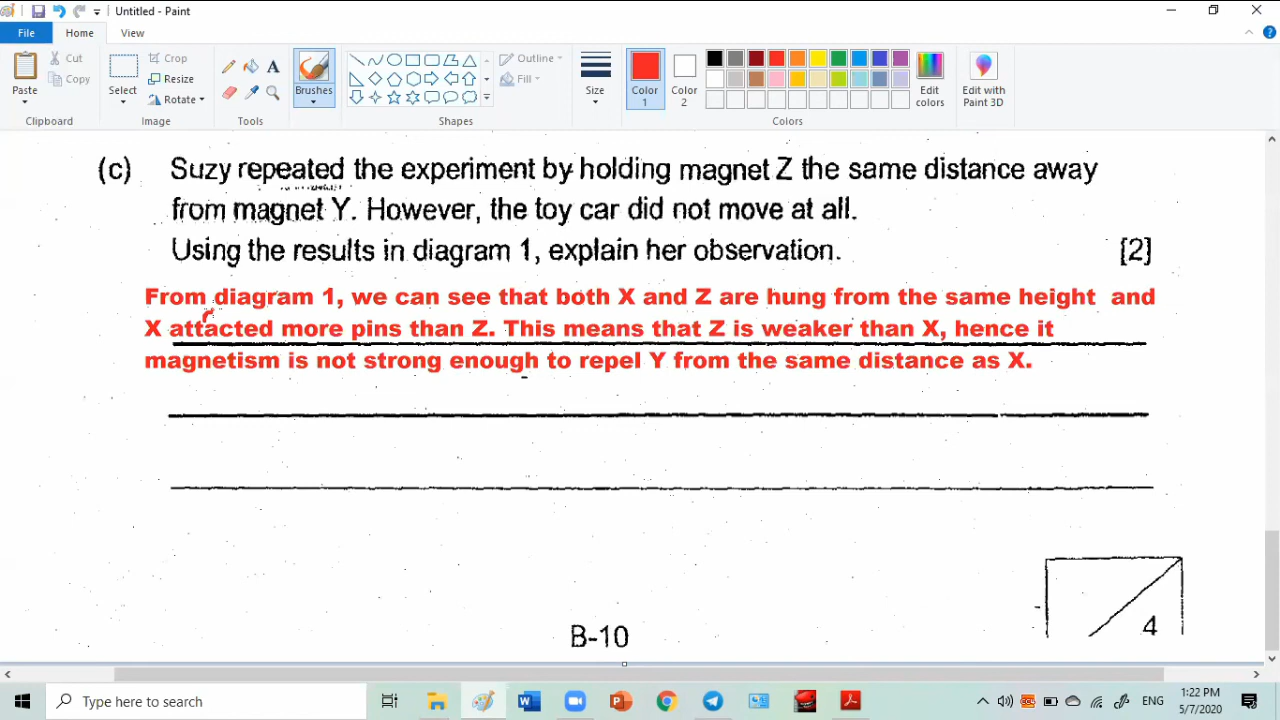 Untitled - Paint
File Home View
Paste
Cut
Copy
Clipboard
Select
Crop
Resize
Rotate
Image
Tools
Brushes
Outline
Fill
Shapes
Size
Color 1
Color 2
Edit colors
Edit with Paint 3D
Colors
(c) Suzy repeated the experiment by holding magnet Z the same distance away
from magnet Y. However, the toy car did not move at all.
Using the results in diagram 1, explain her observation. [2]
From diagram 1, we can see that both X and Z are hung from the same height and
X attacted more pins than Z. This means that Z is weaker than X, hence it
magnetism is not strong enough to repel Y from the same distance as X.
B-10
4
Type here to search
ENG
1:22 PM
5/7/2020